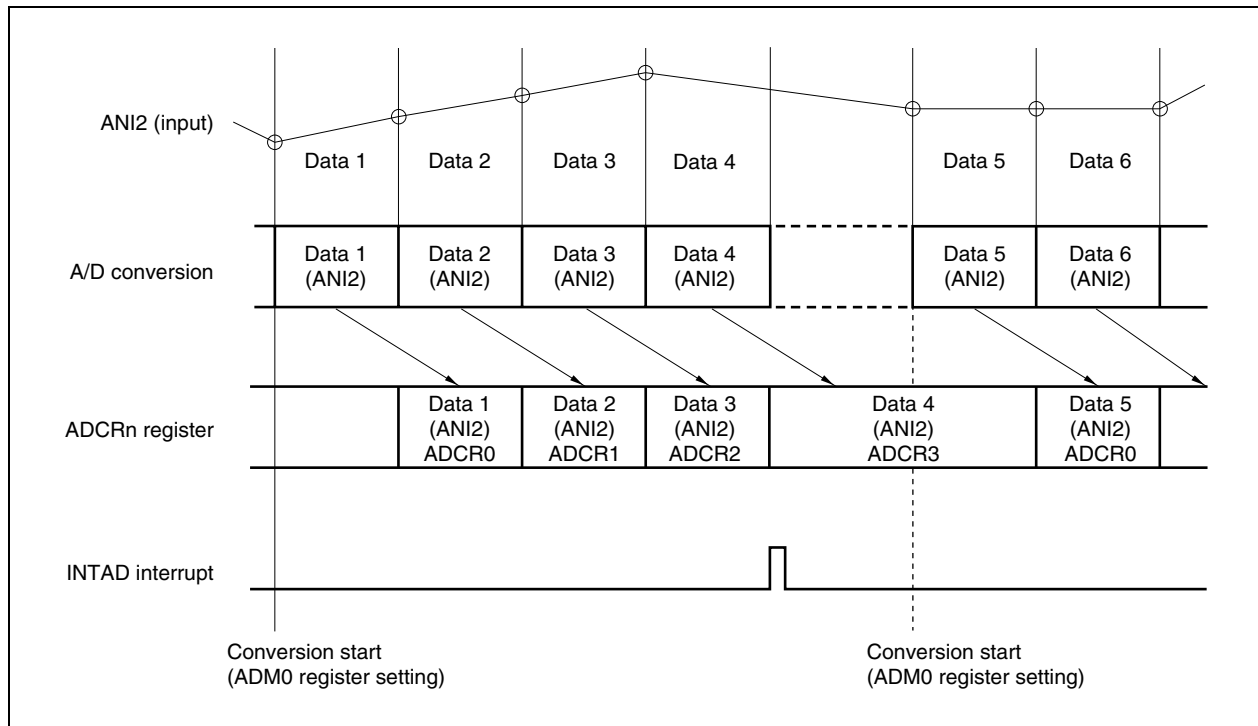 ANI2 (input)
Data 1
Data 2
Data 3
Data 4
Data 5
Data 6
A/D conversion
Data 1
(ANI2)
Data 2
(ANI2)
Data 3
(ANI2)
Data 4
(ANI2)
Data 5
(ANI2)
Data 6
(ANI2)
ADCRn register
Data 1
(ANI2)
ADCR0
Data 2
(ANI2)
ADCR1
Data 3
(ANI2)
ADCR2
Data 4
(ANI2)
ADCR3
Data 5
(ANI2)
ADCR0
INTAD interrupt
Conversion start
(ADM0 register setting)
Conversion start
(ADM0 register setting)